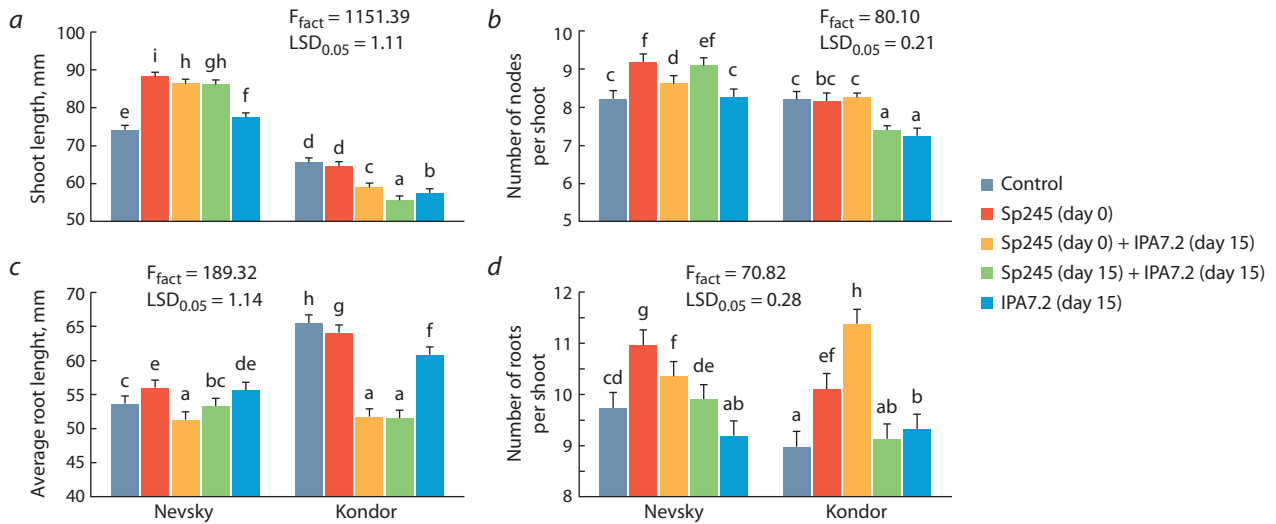 a
F_fact = 1151.39
LSD_0.05 = 1.11
Shoot length, mm
100
90
80
70
60
50
e
i
h
gh
f
d
d
c
a
b
b
F_fact = 80.10
LSD_0.05 = 0.21
Number of nodes
per shoot
10
9
8
7
6
5
c
f
d
ef
c
c
bc
c
a
a
Control
Sp245 (day 0)
Sp245 (day 0) + IPA7.2 (day 15)
Sp245 (day 15) + IPA7.2 (day 15)
IPA7.2 (day 15)
c
F_fact = 189.32
LSD_0.05 = 1.14
Average root lenght, mm
70
65
60
55
50
45
40
c
e
a
bc
de
h
g
a
a
f
Nevsky
Kondor
d
F_fact = 70.82
LSD_0.05 = 0.28
Number of roots
per shoot
12
11
10
9
8
cd
g
f
de
ab
a
ef
h
ab
b
Nevsky
Kondor